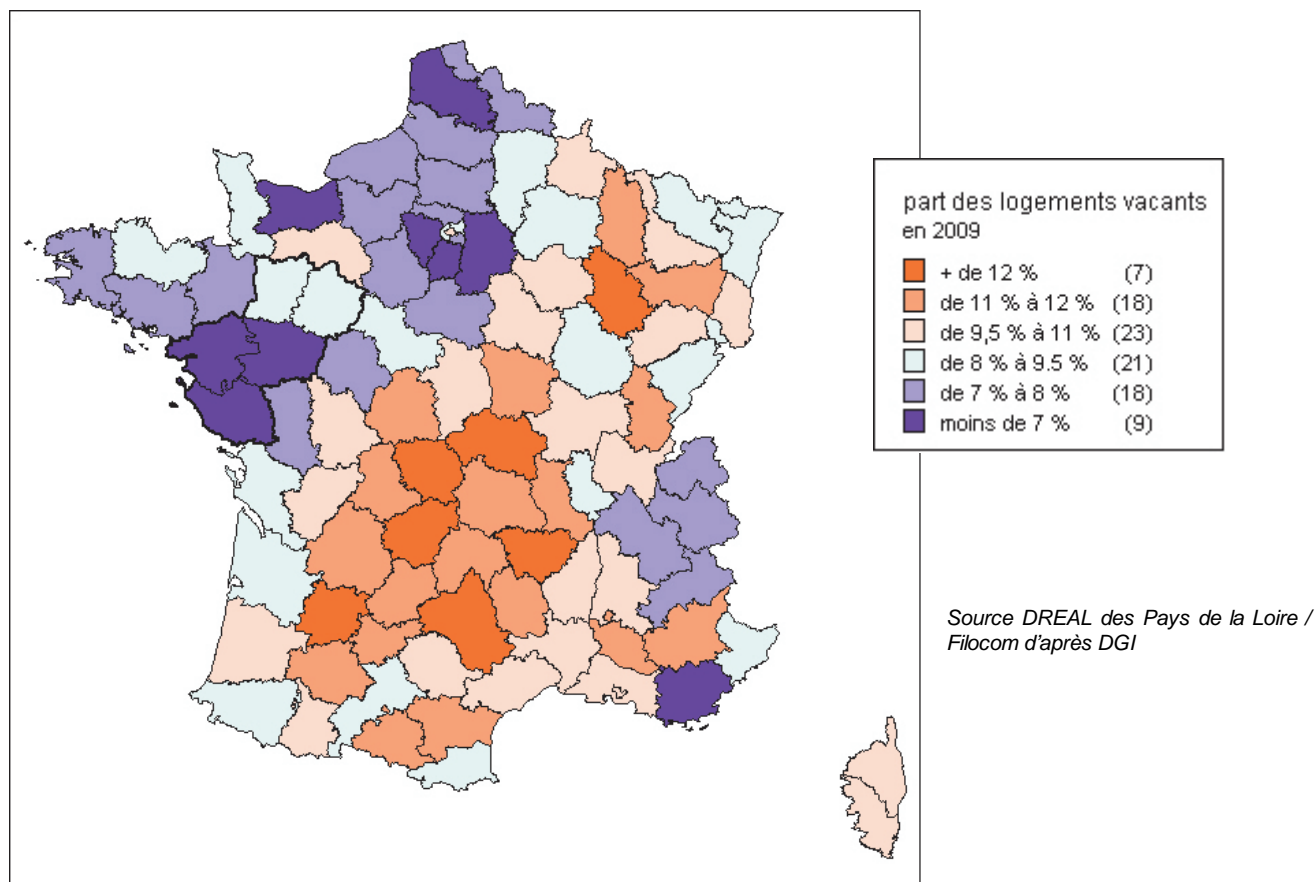 part des logements vacants
en 2009
+ de 12 % (7)
de 11 % à 12 % (18)
de 9,5 % à 11 % (23)
de 8 % à 9.5 % (21)
de 7 % à 8 % (18)
moins de 7 % (9)
Source DREAL des Pays de la Loire /
Filocom d'après DGI